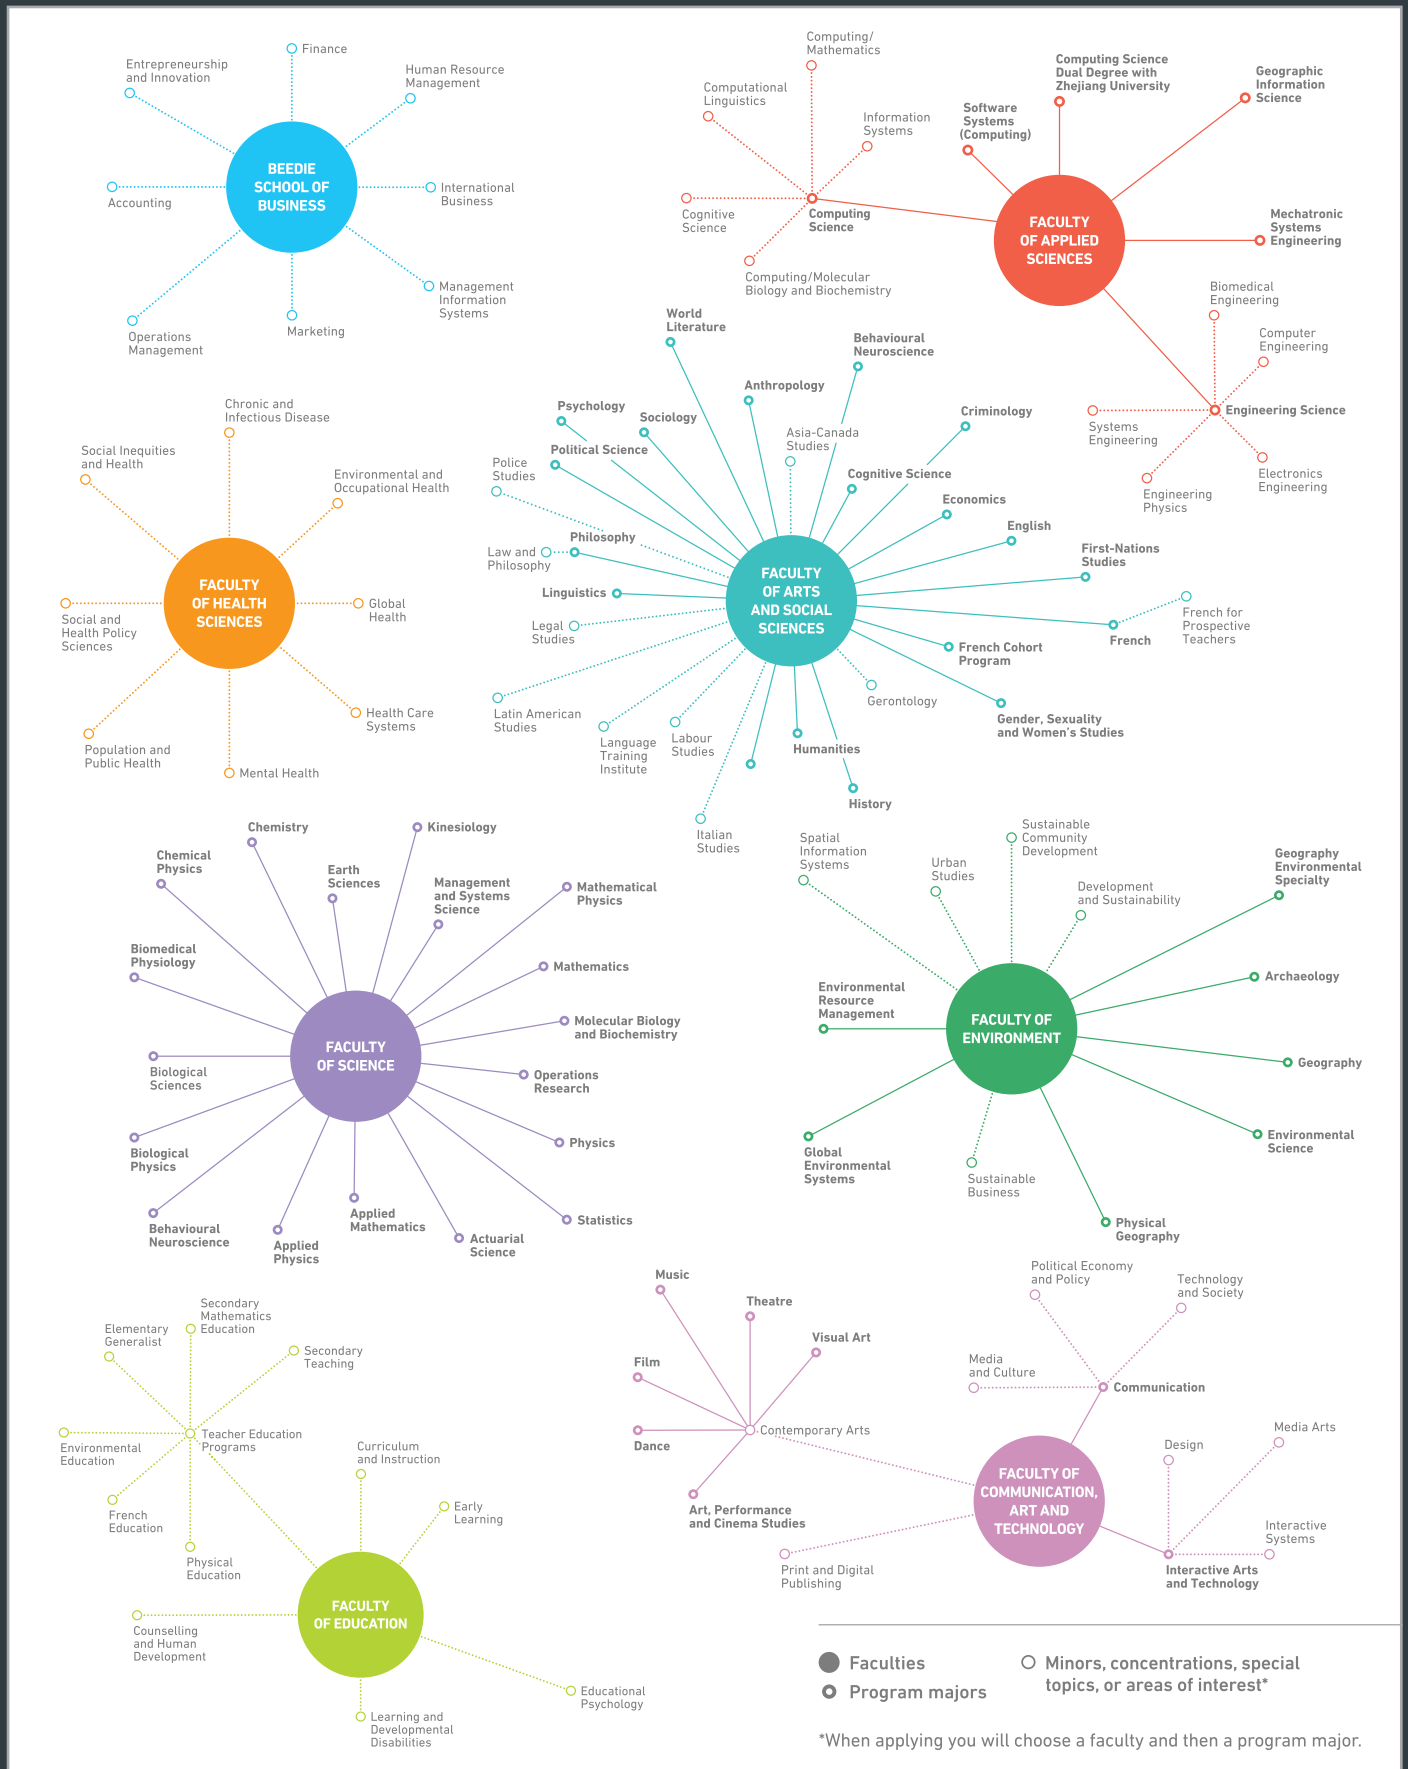 Finance
Entrepreneurship
and Innovation
Human Resource
Management
BEEDIE
SCHOOL OF
BUSINESS
Accounting
International
Business
Operations
Management
Marketing
Management
Information
Systems
Computing/
Mathematics
Computational
Linguistics
Information
Systems
Cognitive
Science
Computing
Science
Computing/Molecular
Biology and Biochemistry
Software
Systems
(Computing)
Computing Science
Dual Degree with
Zhejiang University
Geographic
Information
Science
FACULTY
OF APPLIED
SCIENCES
Mechatronic
Systems
Engineering
Biomedical
Engineering
Computer
Engineering
Engineering Science
Systems
Engineering
Engineering
Physics
Electronics
Engineering
Chronic and
Infectious Disease
Social Inequities
and Health
Environmental and
Occupational Health
FACULTY
OF HEALTH
SCIENCES
Social and
Health Policy
Sciences
Global
Health
Population and
Public Health
Mental Health
Health Care
Systems
World
Literature
Behavioural
Neuroscience
Anthropology
Psychology
Sociology
Criminology
Asia-Canada
Studies
Political Science
Police
Studies
Cognitive Science
Economics
English
Philosophy
Law and
Philosophy
First-Nations
Studies
Linguistics
FACULTY
OF ARTS
AND SOCIAL
SCIENCES
Legal
Studies
French for
Prospective
Teachers
French
French Cohort
Program
Gerontology
Gender, Sexuality
and Women's Studies
Latin American
Studies
Language
Training
Institute
Labour
Studies
Humanities
History
Italian
Studies
Chemistry
Kinesiology
Chemical
Physics
Earth
Sciences
Management
and Systems
Science
Mathematical
Physics
Biomedical
Physiology
Mathematics
Molecular Biology
and Biochemistry
FACULTY
OF SCIENCE
Biological
Sciences
Operations
Research
Biological
Physics
Physics
Behavioural
Neuroscience
Applied
Physics
Applied
Mathematics
Actuarial
Science
Statistics
Spatial
Information
Systems
Urban
Studies
Sustainable
Community
Development
Development
and Sustainability
Geography
Environmental
Specialty
Environmental
Resource
Management
Archaeology
FACULTY OF
ENVIRONMENT
Geography
Global
Environmental
Systems
Sustainable
Business
Environmental
Science
Physical
Geography
Secondary
Mathematics
Education
Elementary
Generalist
Secondary
Teaching
Teacher Education
Programs
Environmental
Education
French
Education
Physical
Education
Curriculum
and Instruction
Early
Learning
FACULTY
OF EDUCATION
Counselling
and Human
Development
Educational
Psychology
Learning and
Developmental
Disabilities
Music
Theatre
Visual Art
Film
Contemporary Arts
Dance
Art, Performance
and Cinema Studies
Political Economy
and Policy
Technology
and Society
Media
and Culture
Communication
Media Arts
Design
FACULTY OF
COMMUNICATION,
ART AND
TECHNOLOGY
Interactive
Systems
Print and Digital
Publishing
Interactive Arts
and Technology
Faculties
Program majors
Minors, concentrations, special
topics, or areas of interest*
*When applying you will choose a faculty and then a program major.